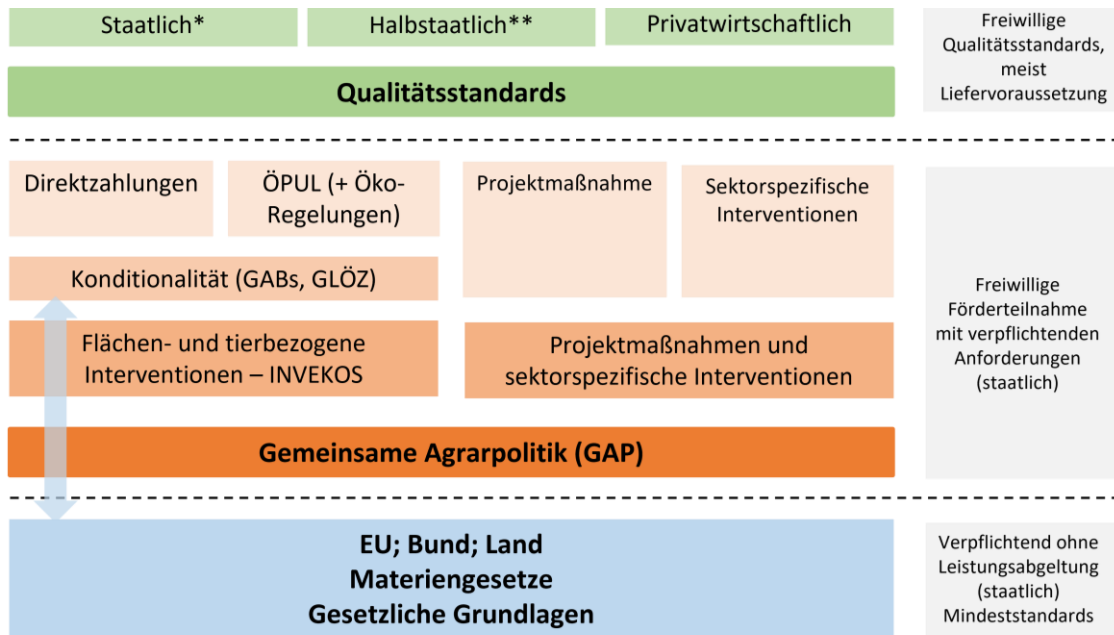 Staatlich*
Halbstaatlich**
Privatwirtschaftlich
Qualitätsstandards
Freiwillige
Qualitätsstandards,
meist
Liefervoraussetzung
Direktzahlungen
ÖPUL (+ Öko-
Regelungen)
Projektmaßnahme
Sektorspezifische
Interventionen
Konditionalität (GABs, GLÖZ)
Flächen- und tierbezogene
Interventionen – INVEKOS
Projektmaßnahmen und
sektorspezifische Interventionen
Gemeinsame Agrarpolitik (GAP)
Freiwillige
Förderteilnahme
mit verpflichtenden
Anforderungen
(staatlich)
EU; Bund; Land
Materiengesetze
Gesetzliche Grundlagen
Verpflichtend ohne
Leistungsabgeltung
(staatlich)
Mindeststandards